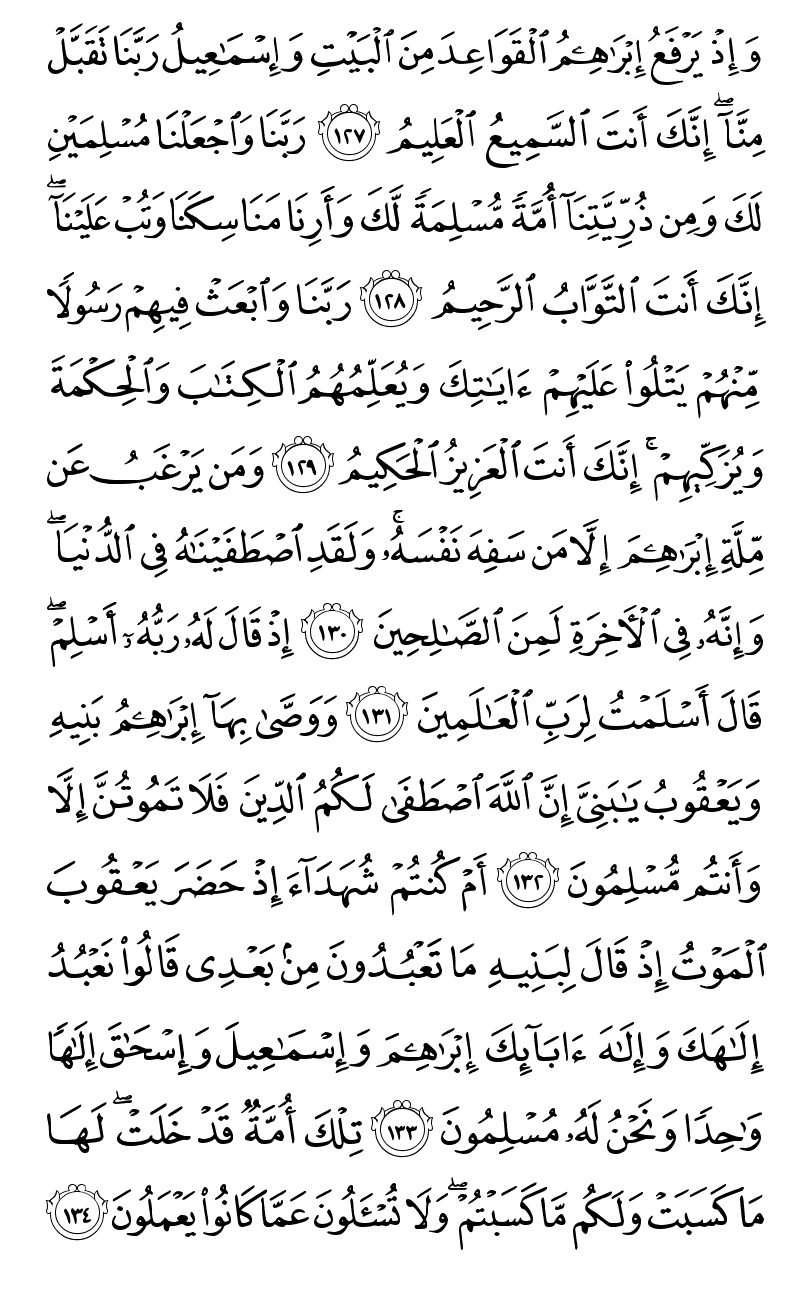 وَإِذْ يَرْفَعُ إِبْرَٰهِـۧمُ ٱلْقَوَاعِدَ مِنَ ٱلْبَيْتِ وَإِسْمَـٰعِيلُ رَبَّنَا تَقَبَّلْ
مِنَّآ ۖ إِنَّكَ أَنتَ ٱلسَّمِيعُ ٱلْعَلِيمُ ١٢٧ رَبَّنَا وَٱجْعَلْنَا مُسْلِمَيْنِ
لَكَ وَمِن ذُرِّيَّتِنَآ أُمَّةً مُّسْلِمَةً لَّكَ وَأَرِنَا مَنَاسِكَنَا وَتُبْ عَلَيْنَآ ۖ
إِنَّكَ أَنتَ ٱلتَّوَّابُ ٱلرَّحِيمُ ١٢٨ رَبَّنَا وَٱبْعَثْ فِيهِمْ رَسُولًا
مِّنْهُمْ يَتْلُوا۟ عَلَيْهِمْ ءَايَـٰتِكَ وَيُعَلِّمُهُمُ ٱلْكِتَـٰبَ وَٱلْحِكْمَةَ
وَيُزَكِّيهِمْ ۚ إِنَّكَ أَنتَ ٱلْعَزِيزُ ٱلْحَكِيمُ ١٢٩ وَمَن يَرْغَبُ عَن
مِّلَّةِ إِبْرَٰهِـۧمَ إِلَّا مَن سَفِهَ نَفْسَهُۥ ۚ وَلَقَدِ ٱصْطَفَيْنَـٰهُ فِى ٱلدُّنْيَا ۖ
وَإِنَّهُۥ فِى ٱلْـَٔاخِرَةِ لَمِنَ ٱلصَّـٰلِحِينَ ١٣٠ إِذْ قَالَ لَهُۥ رَبُّهُۥٓ أَسْلِمْ ۖ
قَالَ أَسْلَمْتُ لِرَبِّ ٱلْعَـٰلَمِينَ ١٣١ وَوَصَّىٰ بِهَآ إِبْرَٰهِـۧمُ بَنِيهِ
وَيَعْقُوبُ يَـٰبَنِىَّ إِنَّ ٱللَّهَ ٱصْطَفَىٰ لَكُمُ ٱلدِّينَ فَلَا تَمُوتُنَّ إِلَّا
وَأَنتُم مُّسْلِمُونَ ١٣٢ أَمْ كُنتُمْ شُهَدَآءَ إِذْ حَضَرَ يَعْقُوبَ
ٱلْمَوْتُ إِذْ قَالَ لِبَنِيهِ مَا تَعْبُدُونَ مِنۢ بَعْدِى قَالُوا۟ نَعْبُدُ
إِلَـٰهَكَ وَإِلَـٰهَ ءَابَآئِكَ إِبْرَٰهِـۧمَ وَإِسْمَـٰعِيلَ وَإِسْحَـٰقَ إِلَـٰهًا
وَٰحِدًا وَنَحْنُ لَهُۥ مُسْلِمُونَ ١٣٣ تِلْكَ أُمَّةٌ قَدْ خَلَتْ ۖ لَهَا
مَا كَسَبَتْ وَلَكُم مَّا كَسَبْتُمْ ۖ وَلَا تُسْـَٔلُونَ عَمَّا كَانُوا۟ يَعْمَلُونَ ١٣٤